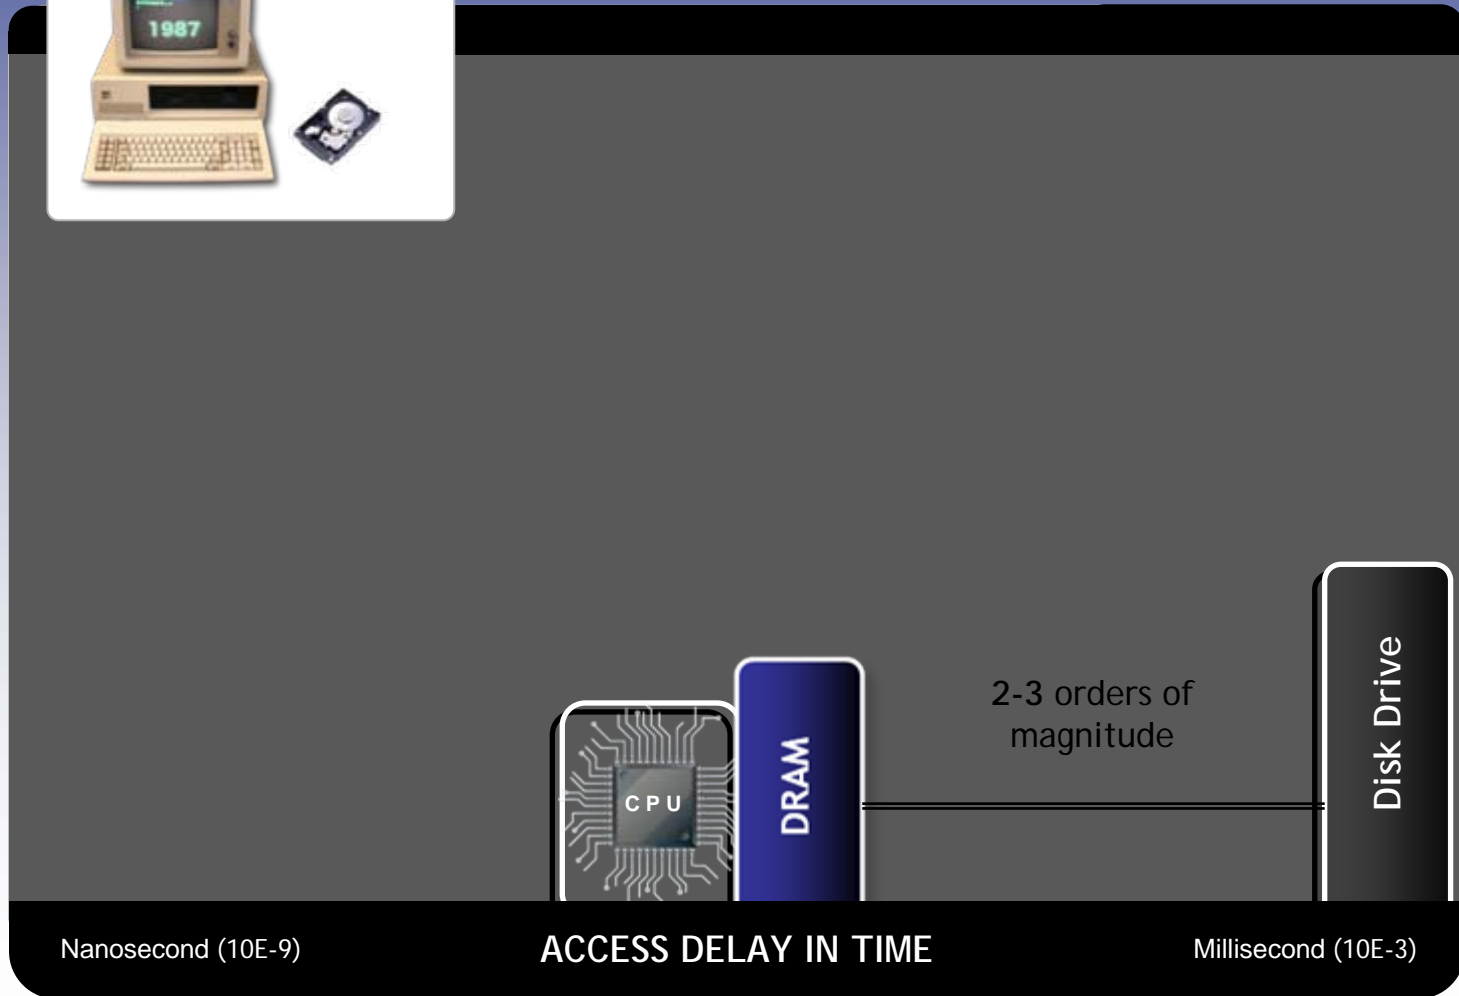 1987
2-3 orders of
magnitude
CPU
DRAM
Disk Drive
Nanosecond (10E-9)
ACCESS DELAY IN TIME
Millisecond (10E-3)